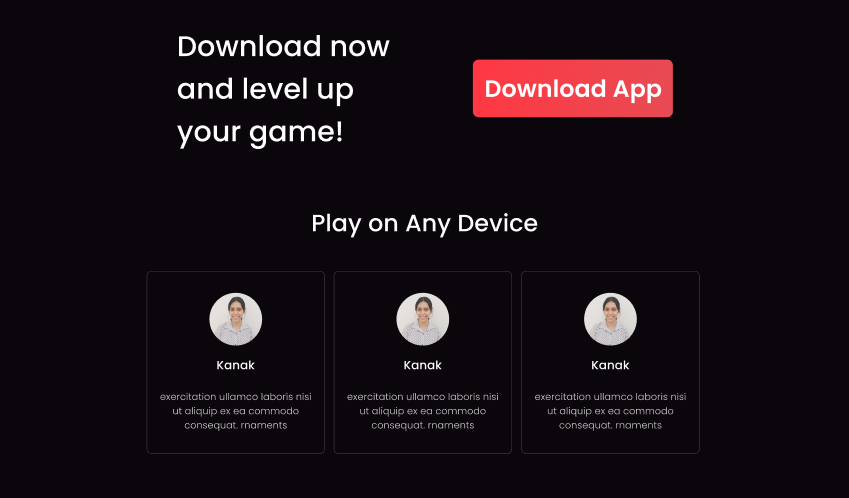 Download now
and level up
your game!
Download App
Play on Any Device
Kanak
exercitation ullamco laboris nisi
ut aliquip ex ea commodo
consequat. rnaments
Kanak
exercitation ullamco laboris nisi
ut aliquip ex ea commodo
consequat. rnaments
Kanak
exercitation ullamco laboris nisi
ut aliquip ex ea commodo
consequat. rnaments